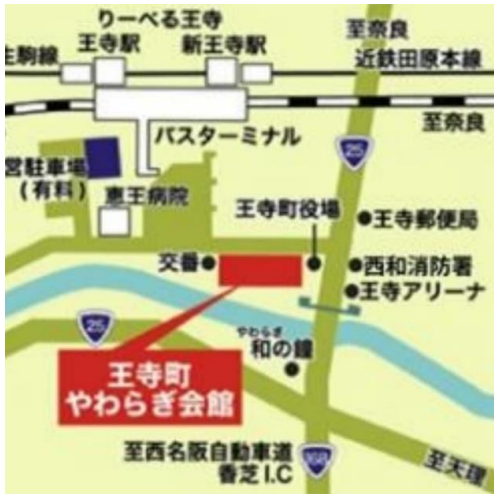 りーべる王寺
王寺駅
新王寺駅
至奈良
生駒線
近鉄田原本線
至奈良
バスターミナル
25
営駐車場
(有料)
恵王病院
王寺町役場
王寺郵便局
交番
西和消防署
王寺アリーナ
25
やわらぎ
和の鐘
王寺町
やわらぎ会館
至西名阪自動車道
香芝I.C
168
至天理